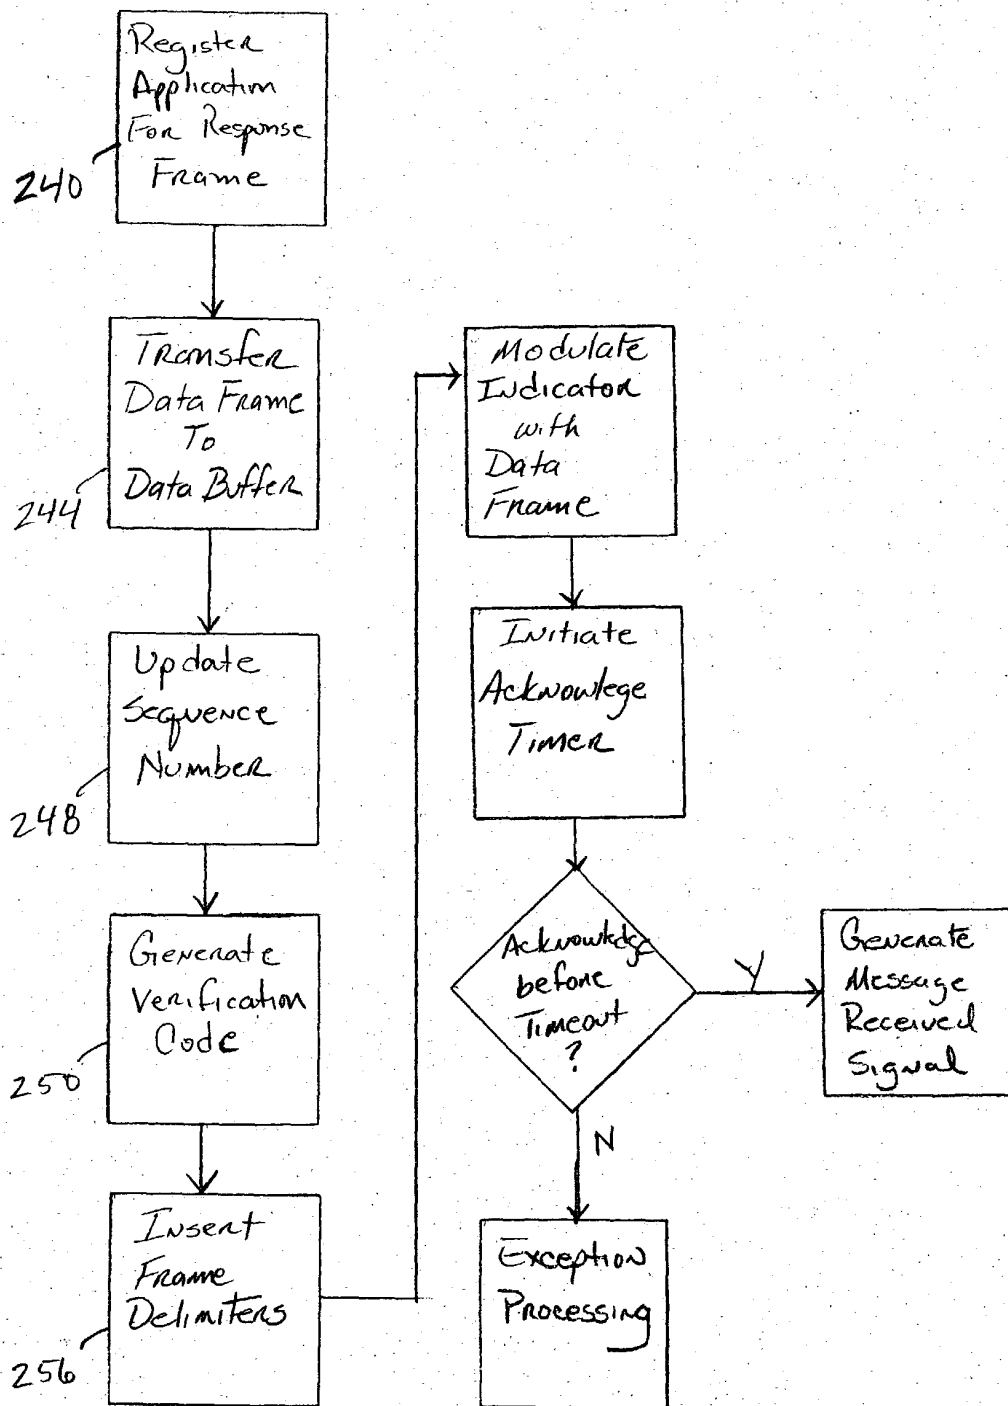 Register
Application
For Response
Frame
240
Transfer
Data Frame
To
Data Buffer
244
Update
Sequence
Number
248
Generate
Verification
Code
250
Insert
Frame
Delimiters
256
Modulate
Indicator
with
Data
Frame
Initiate
Acknowlege
Timer
Acknowledge
before
Timeout
?
Y
Generate
Message
Received
Signal
N
Exception
Processing